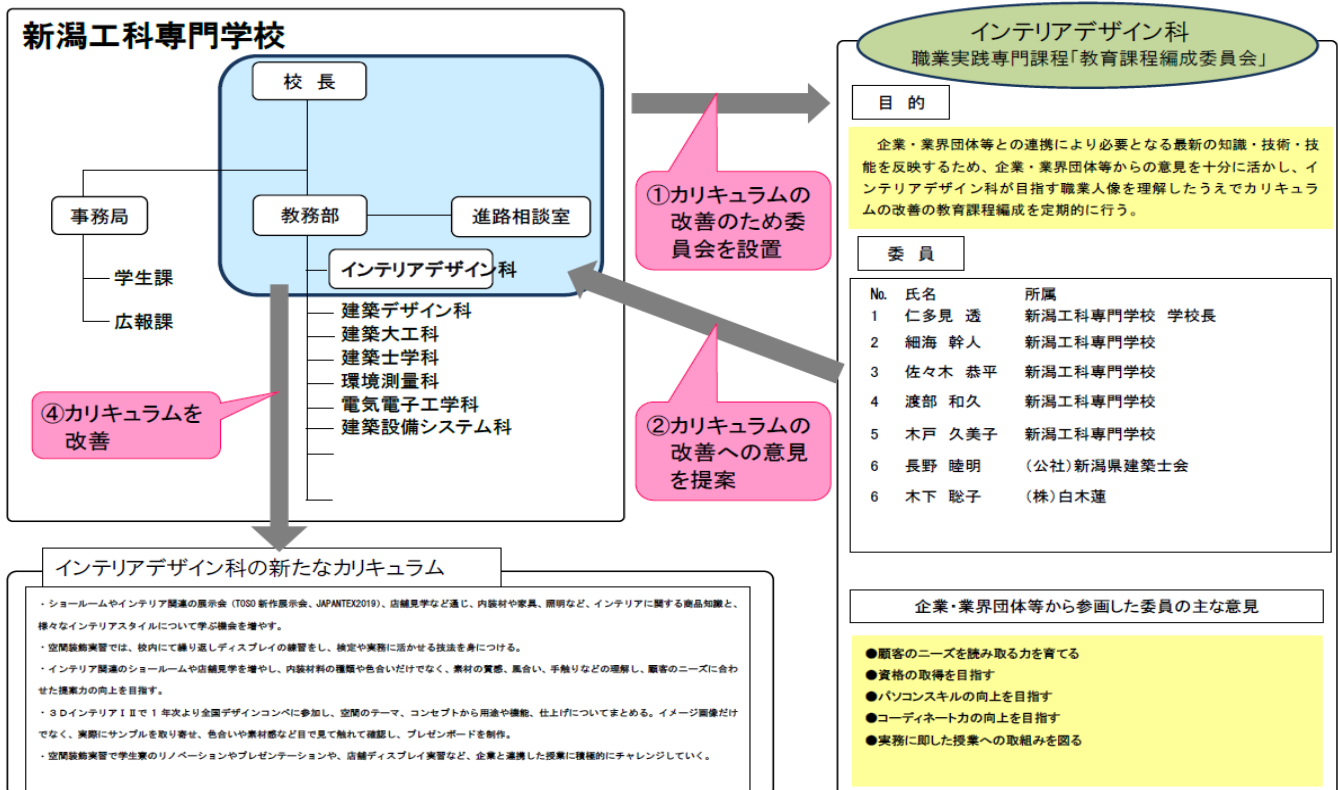 新潟工科専門学校
校 長
事務局
教務部
進路相談室
学生課
広報課
インテリアデザイン科
建築デザイン科
建築大工科
建築士学科
環境測量科
電気電子工学科
建築設備システム科
①カリキュラムの
改善のため委
員会を設置
②カリキュラムの
改善への意見
を提案
④カリキュラムを
改善
インテリアデザイン科
職業実践専門課程「教育課程編成委員会」
目 的
企業・業界団体等との連携により必要となる最新の知識・技術・技
能を反映するため、企業・業界団体等からの意見を十分に活かし、イ
ンテリアデザイン科が目指す職業人像を理解したうえでカリキュラ
ムの改善の教育課程編成を定期的に行う。
委 員
No. 氏名 所属
1 仁多見 透 新潟工科専門学校 学校長
2 細海 幹人 新潟工科専門学校
3 佐々木 恭平 新潟工科専門学校
4 渡部 和久 新潟工科専門学校
5 木戸 久美子 新潟工科専門学校
6 長野 睦明 (公社)新潟県建築士会
6 木下 聡子 (株)白木蓮
企業・業界団体等から参画した委員の主な意見
●顧客のニーズを読み取る力を育てる
●資格の取得を目指す
●パソコンスキルの向上を目指す
●コーディネート力の向上を目指す
●実務に即した授業への取組みを図る
インテリアデザイン科の新たなカリキュラム
・ショールームやインテリア関連の展示会（TOSO新作展示会、JAPANTEX2019）、店舗見学など通じ、内装材や家具、照明など、インテリアに関する商品知識と、
様々なインテリアスタイルについて学ぶ機会を増やす。
・空間装飾実習では、校内にて繰り返しディスプレイの練習をし、検定や実務に活かせる技法を身につける。
・インテリア関連のショールームや店舗見学を増やし、内装材料の種類や色合いだけでなく、素材の質感、風合い、手触りなどの理解し、顧客のニーズに合わ
せた提案力の向上を目指す。
・３ＤインテリアⅠⅡで１年次より全国デザインコンペに参加し、空間のテーマ、コンセプトから用途や機能、仕上げについてまとめる。イメージ画像だけ
でなく、実際にサンプルを取り寄せ、色合いや素材感など目で見て触れて確認し、プレゼンボードを制作。
・空間装飾実習で学生寮のリノベーションやプレゼンテーションや、店舗ディスプレイ実習など、企業と連携した授業に積極的にチャレンジしていく。